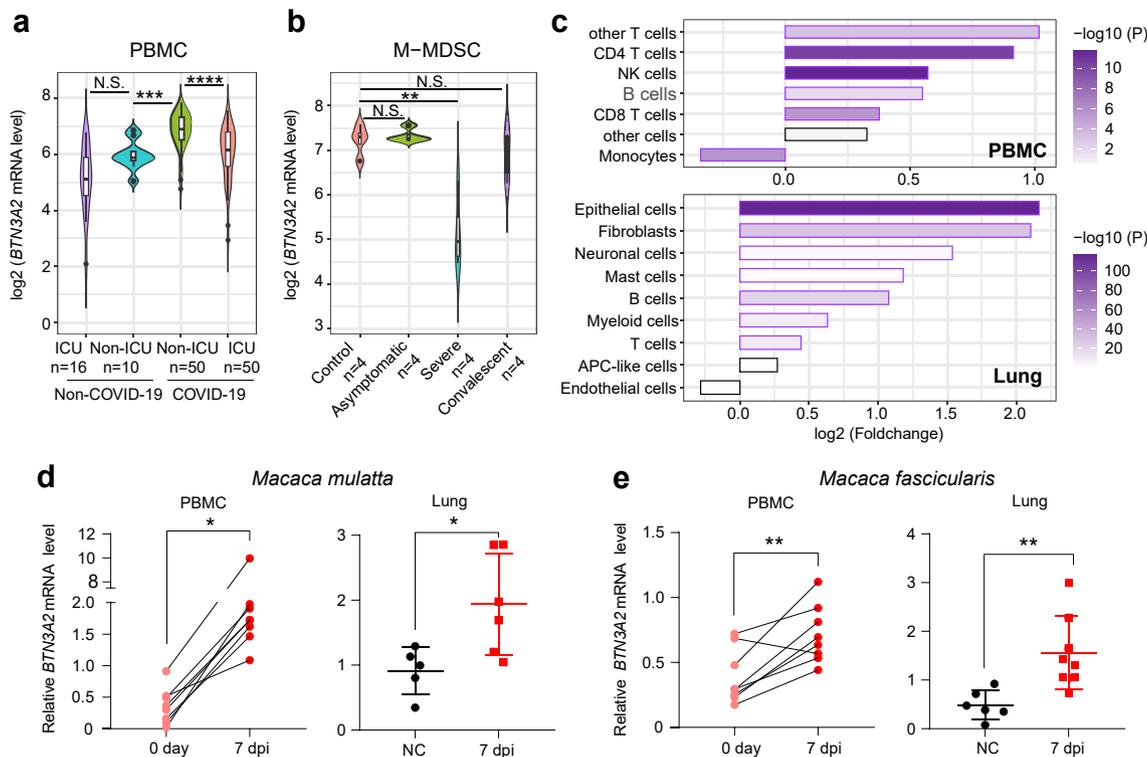 a
PBMC
log2 (BTN3A2 mRNA level)
8
6
4
2
0
N.S.
***
****
ICU Non-ICU Non-ICU ICU
n=16 n=10 n=50 n=50
Non-COVID-19 COVID-19
b
M−MDSC
log2 (BTN3A2 mRNA level)
8
7
6
5
4
3
N.S.
**
N.S.
Control n=4
Asymptomatic n=4
Severe n=4
Convalescent n=4
c
other T cells
CD4 T cells
NK cells
B cells
CD8 T cells
other cells
Monocytes
PBMC
0.0 0.5 1.0
−log10 (P)
10
8
6
4
2
Epithelial cells
Fibroblasts
Neuronal cells
Mast cells
B cells
Myeloid cells
T cells
APC-like cells
Endothelial cells
Lung
0.0 0.5 1.0 1.5 2.0
log2 (Foldchange)
−log10 (P)
100
80
60
40
20
d
Macaca mulatta
PBMC
Relative BTN3A2 mRNA level
12
10
8
2.0
1.5
1.0
0.5
0
*
0 day 7 dpi
Lung
3
2
1
0
*
NC 7 dpi
e
Macaca fascicularis
PBMC
Relative BTN3A2 mRNA level
1.5
1.0
0.5
0
**
0 day 7 dpi
Lung
4
3
2
1
0
**
NC 7 dpi